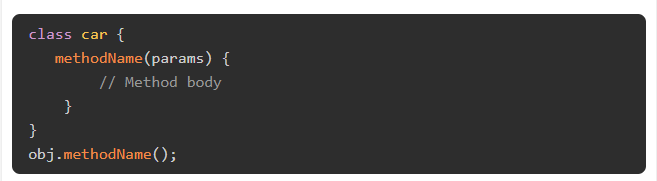 class car {
methodName(params) {
// Method body
}
}
obj.methodName();